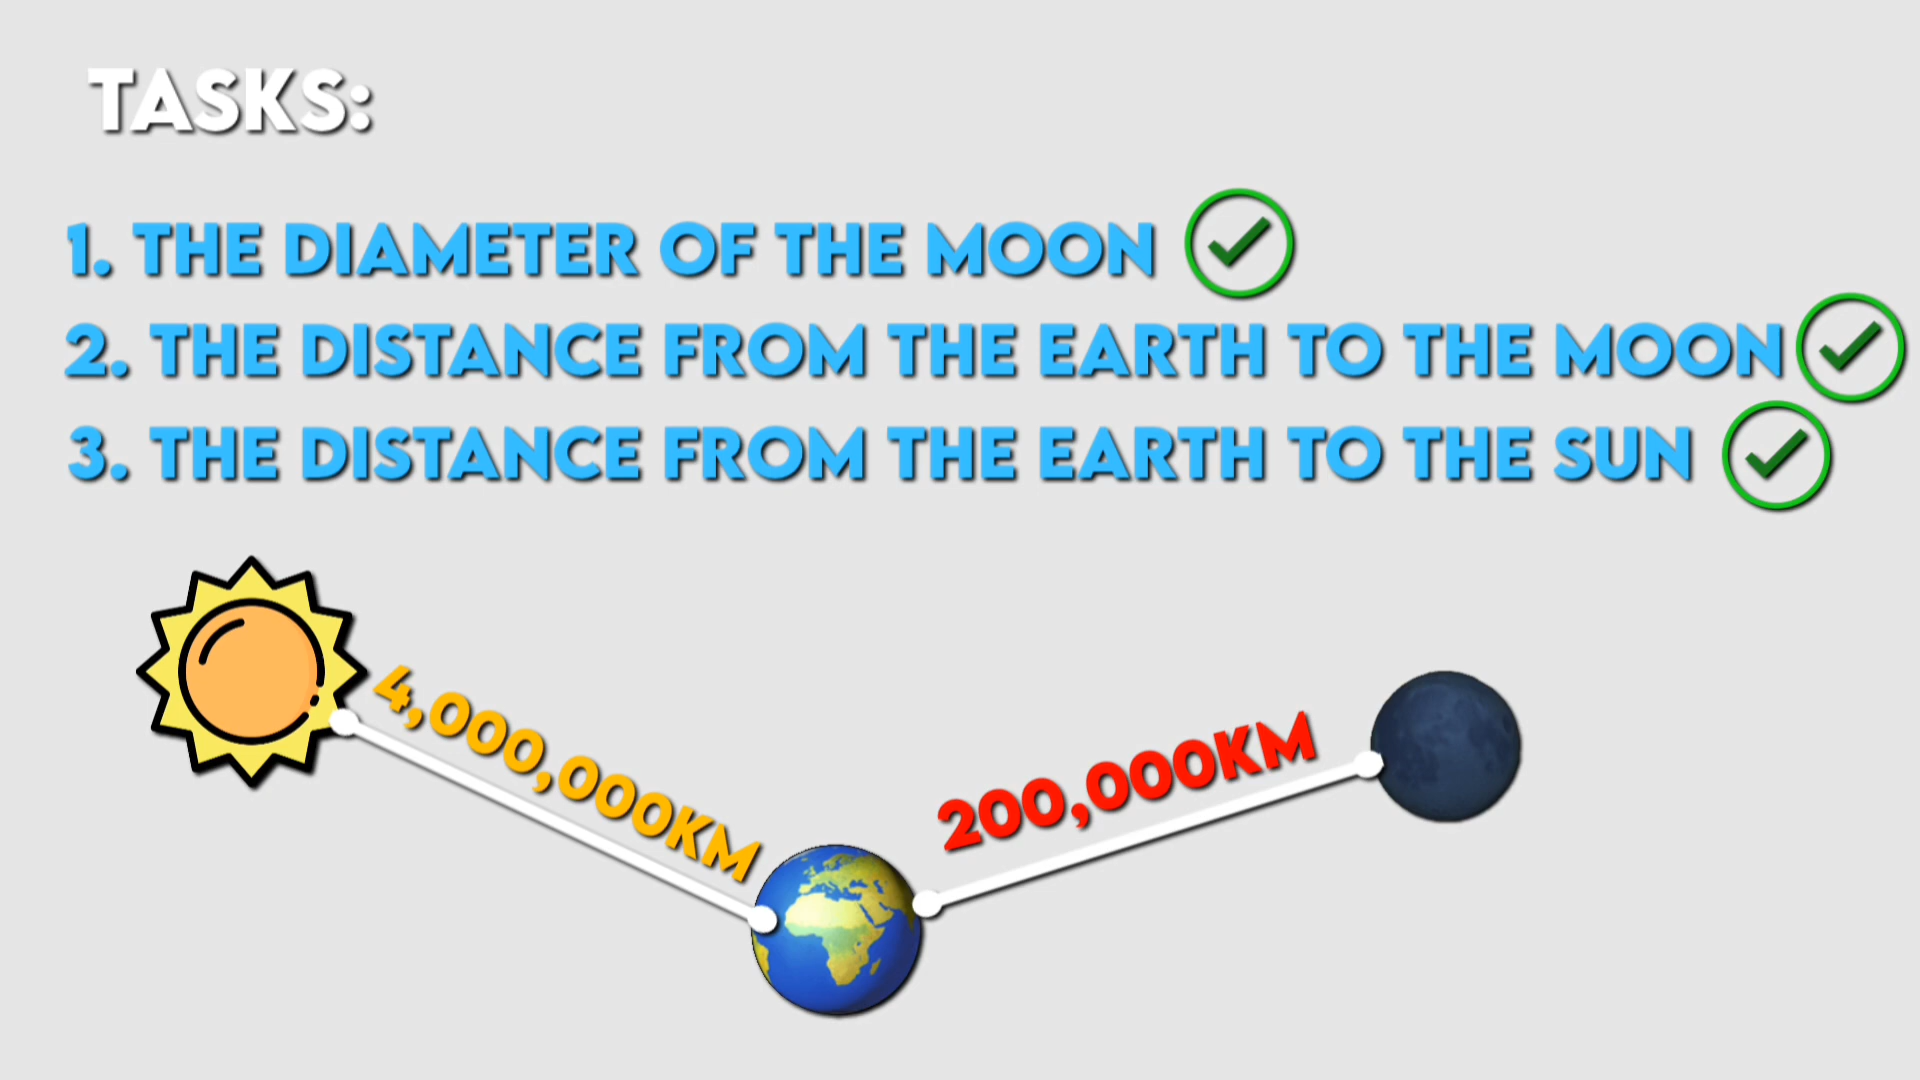 TASKS:
1. THE DIAMETER OF THE MOON
2. THE DISTANCE FROM THE EARTH TO THE MOON
3. THE DISTANCE FROM THE EARTH TO THE SUN
4,000,000KM
200,000KM